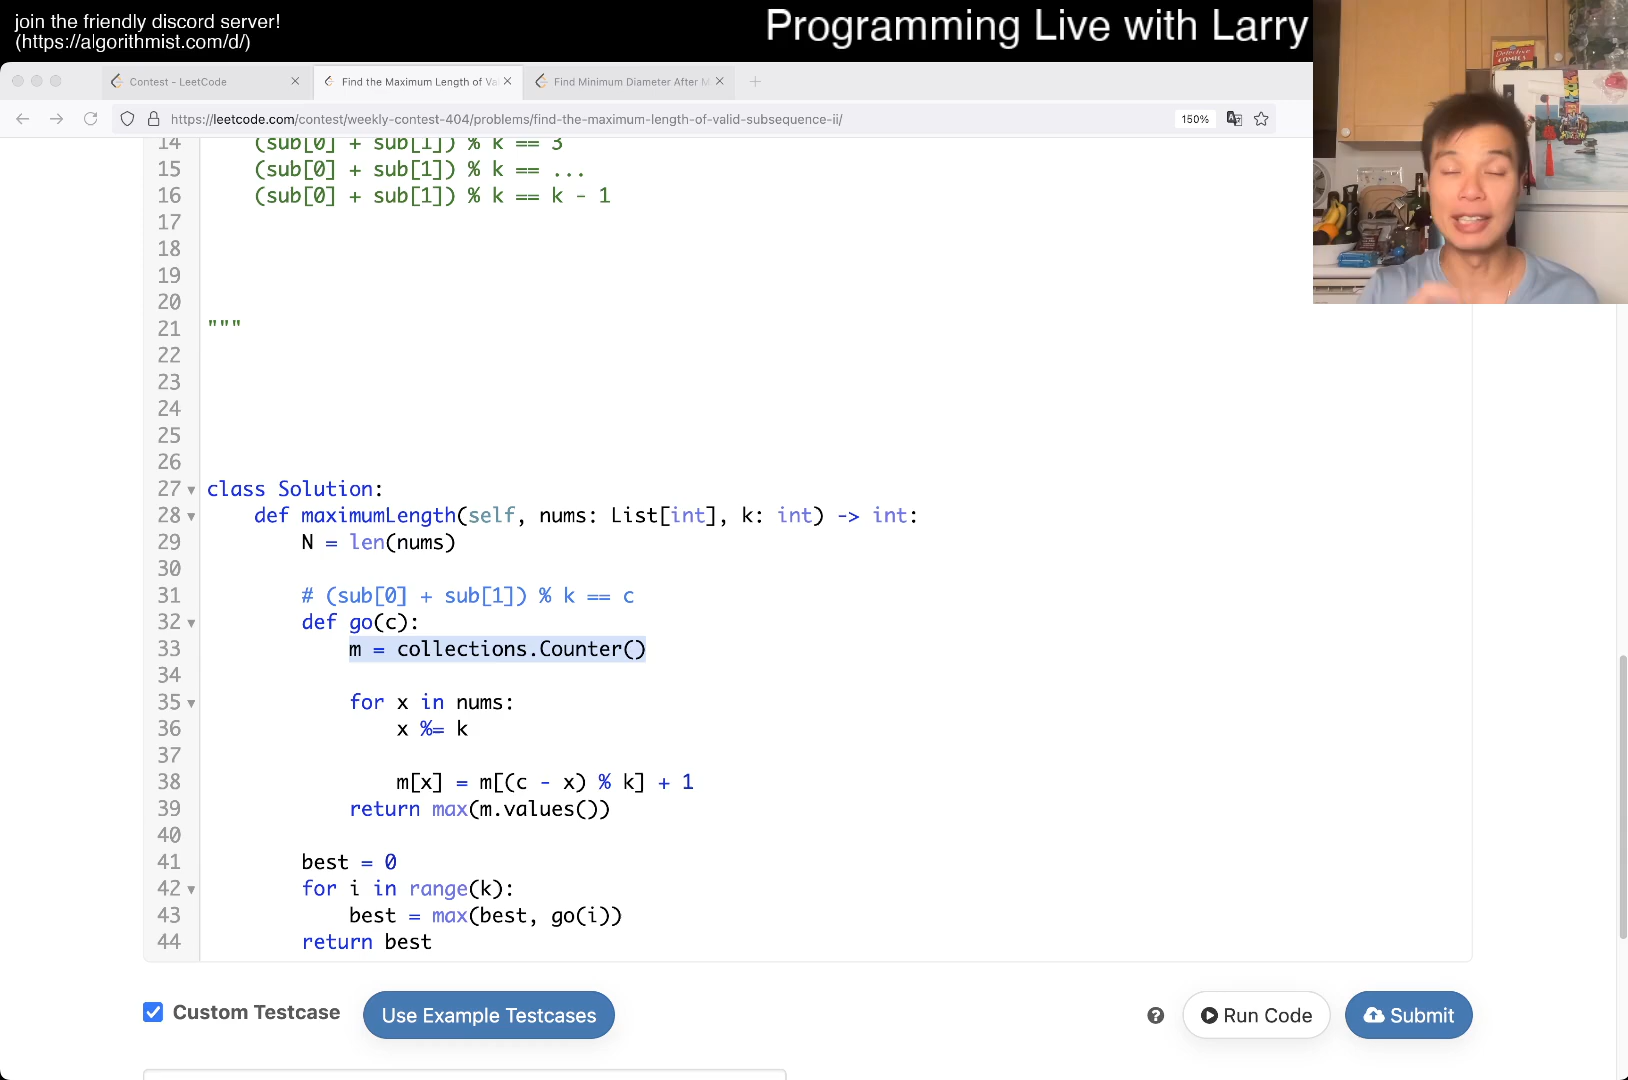 join the friendly discord server!
(https://algorithmist.com/d/)
Programming Live with Larry
Contest - LeetCode
Find the Maximum Length of Va
Find Minimum Diameter After M
https://leetcode.com/contest/weekly-contest-404/problems/find-the-maximum-length-of-valid-subsequence-ii/
150%
14 (sub[0] + sub[1]) % k == 3
15 (sub[0] + sub[1]) % k == ...
16 (sub[0] + sub[1]) % k == k - 1
17
18
19
20
21 """
22
23
24
25
26
27 class Solution:
28 def maximumLength(self, nums: List[int], k: int) -> int:
29 N = len(nums)
30
31 # (sub[0] + sub[1]) % k == c
32 def go(c):
33 m = collections.Counter()
34
35 for x in nums:
36 x %= k
37
38 m[x] = m[(c - x) % k] + 1
39 return max(m.values())
40
41 best = 0
42 for i in range(k):
43 best = max(best, go(i))
44 return best
Custom Testcase
Use Example Testcases
Run Code
Submit